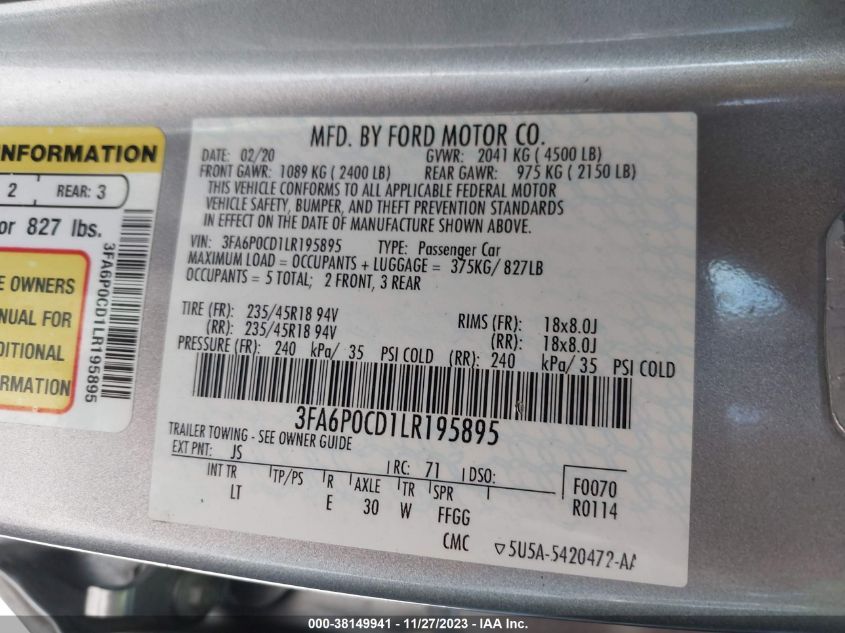 MFD. BY FORD MOTOR CO.
DATE: 02/20 GVWR: 2041 KG ( 4500 LB)
FRONT GAWR: 1089 KG ( 2400 LB) REAR GAWR: 975 KG ( 2150 LB)
THIS VEHICLE CONFORMS TO ALL APPLICABLE FEDERAL MOTOR
VEHICLE SAFETY, BUMPER, AND THEFT PREVENTION STANDARDS
IN EFFECT ON THE DATE OF MANUFACTURE SHOWN ABOVE.
VIN: 3FA6P0CD1LR195895 TYPE: Passenger Car
MAXIMUM LOAD = OCCUPANTS + LUGGAGE = 375KG/ 827LB
OCCUPANTS = 5 TOTAL; 2 FRONT, 3 REAR
TIRE (FR): 235/45R18 94V RIMS (FR): 18x8.0J
(RR): 235/45R18 94V (RR): 18x8.0J
PRESSURE (FR): 240 kPa/ 35 PSI COLD (RR): 240 kPa/ 35 PSI COLD
3FA6P0CD1LR195895
TRAILER TOWING - SEE OWNER GUIDE
EXT PNT: JS RC: 71 DSO:
INT TR TP/PS R AXLE TR SPR F0070
LT E 30 W FFGG R0114
CMC ▽5U5A-5420472-AA
INFORMATION
2 REAR: 3
or 827 lbs.
E OWNERS
NUAL FOR
DITIONAL
RMATION
3FA6P0CD1LR195895
000-38149941 - 11/27/2023 - IAA Inc.